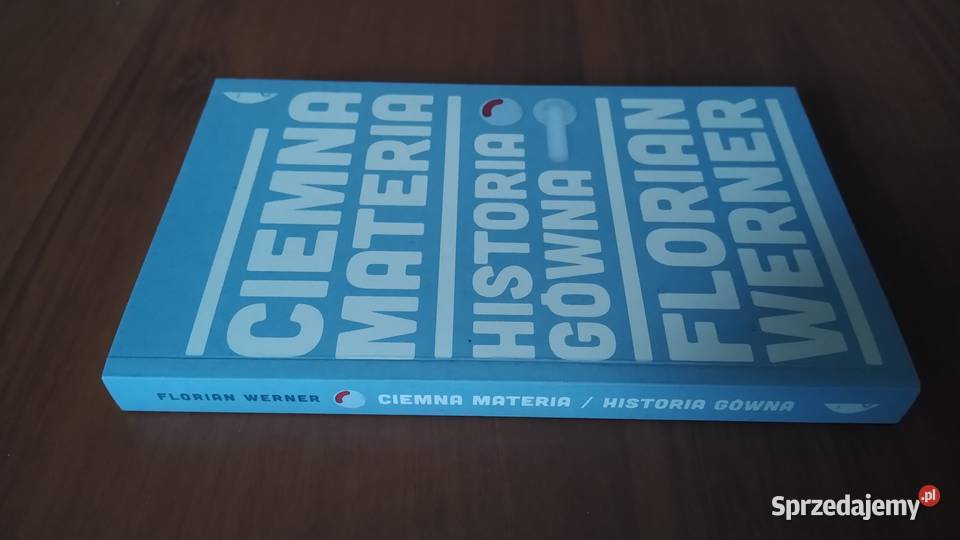 CIEMNA
MATERIA
HISTORIA
GÓWNA
FLORIAN
WERNER
FLORIAN WERNER CIEMNA MATERIA / HISTORIA GÓWNA
Sprzedajemy.pl